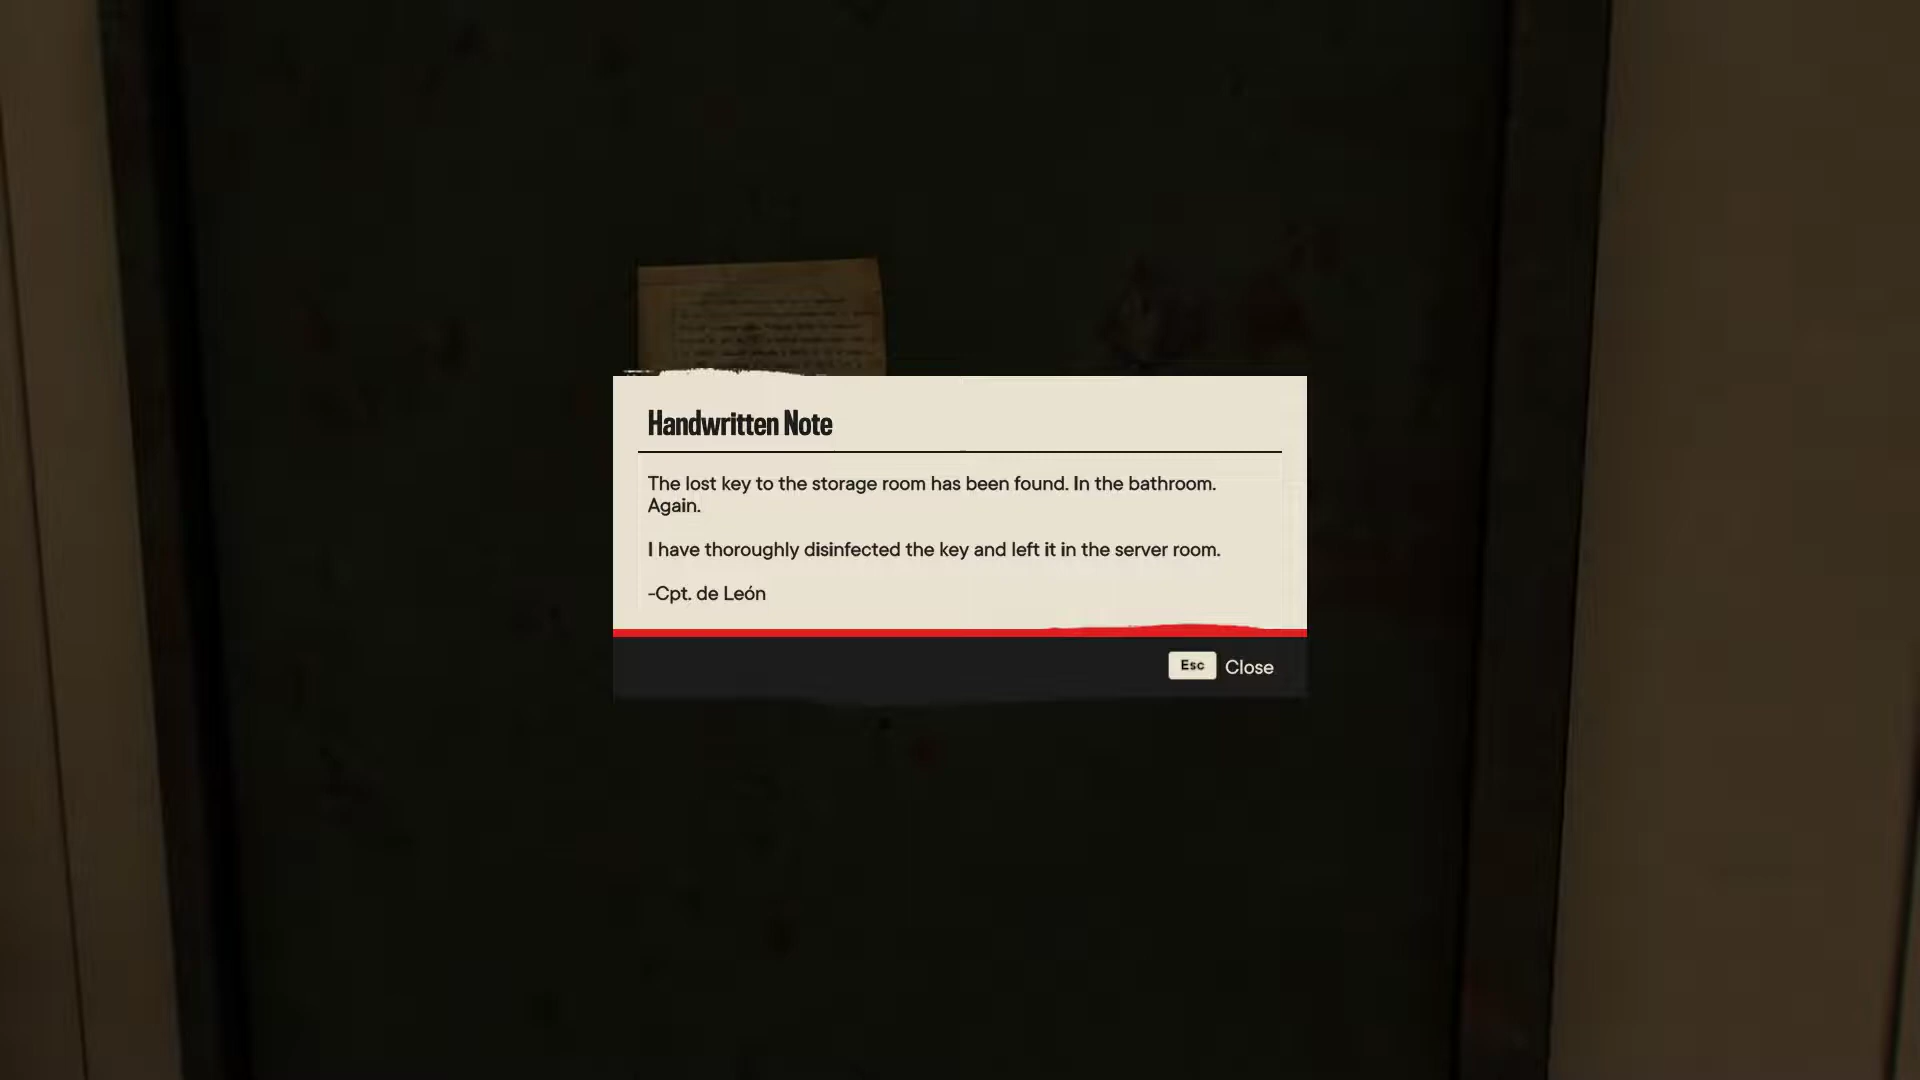 Handwritten Note
The lost key to the storage room has been found. In the bathroom.
Again.
I have thoroughly disinfected the key and left it in the server room.
-Cpt. de León
Esc Close